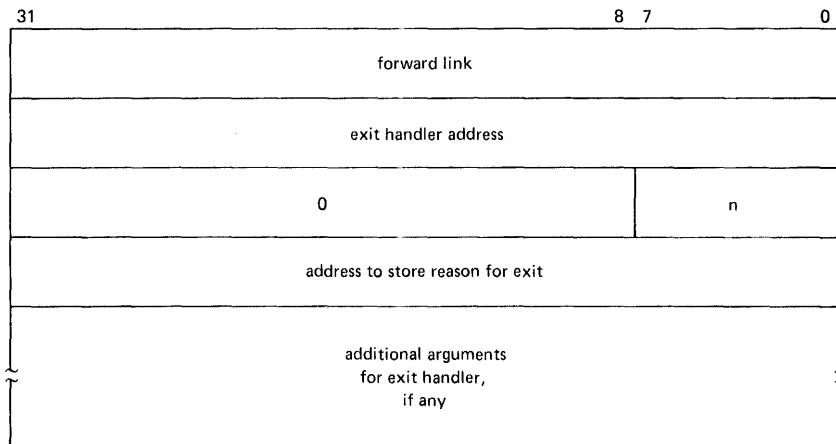 31 8 7 0
forward link
exit handler address
0 n
address to store reason for exit
additional arguments
for exit handler,
if any